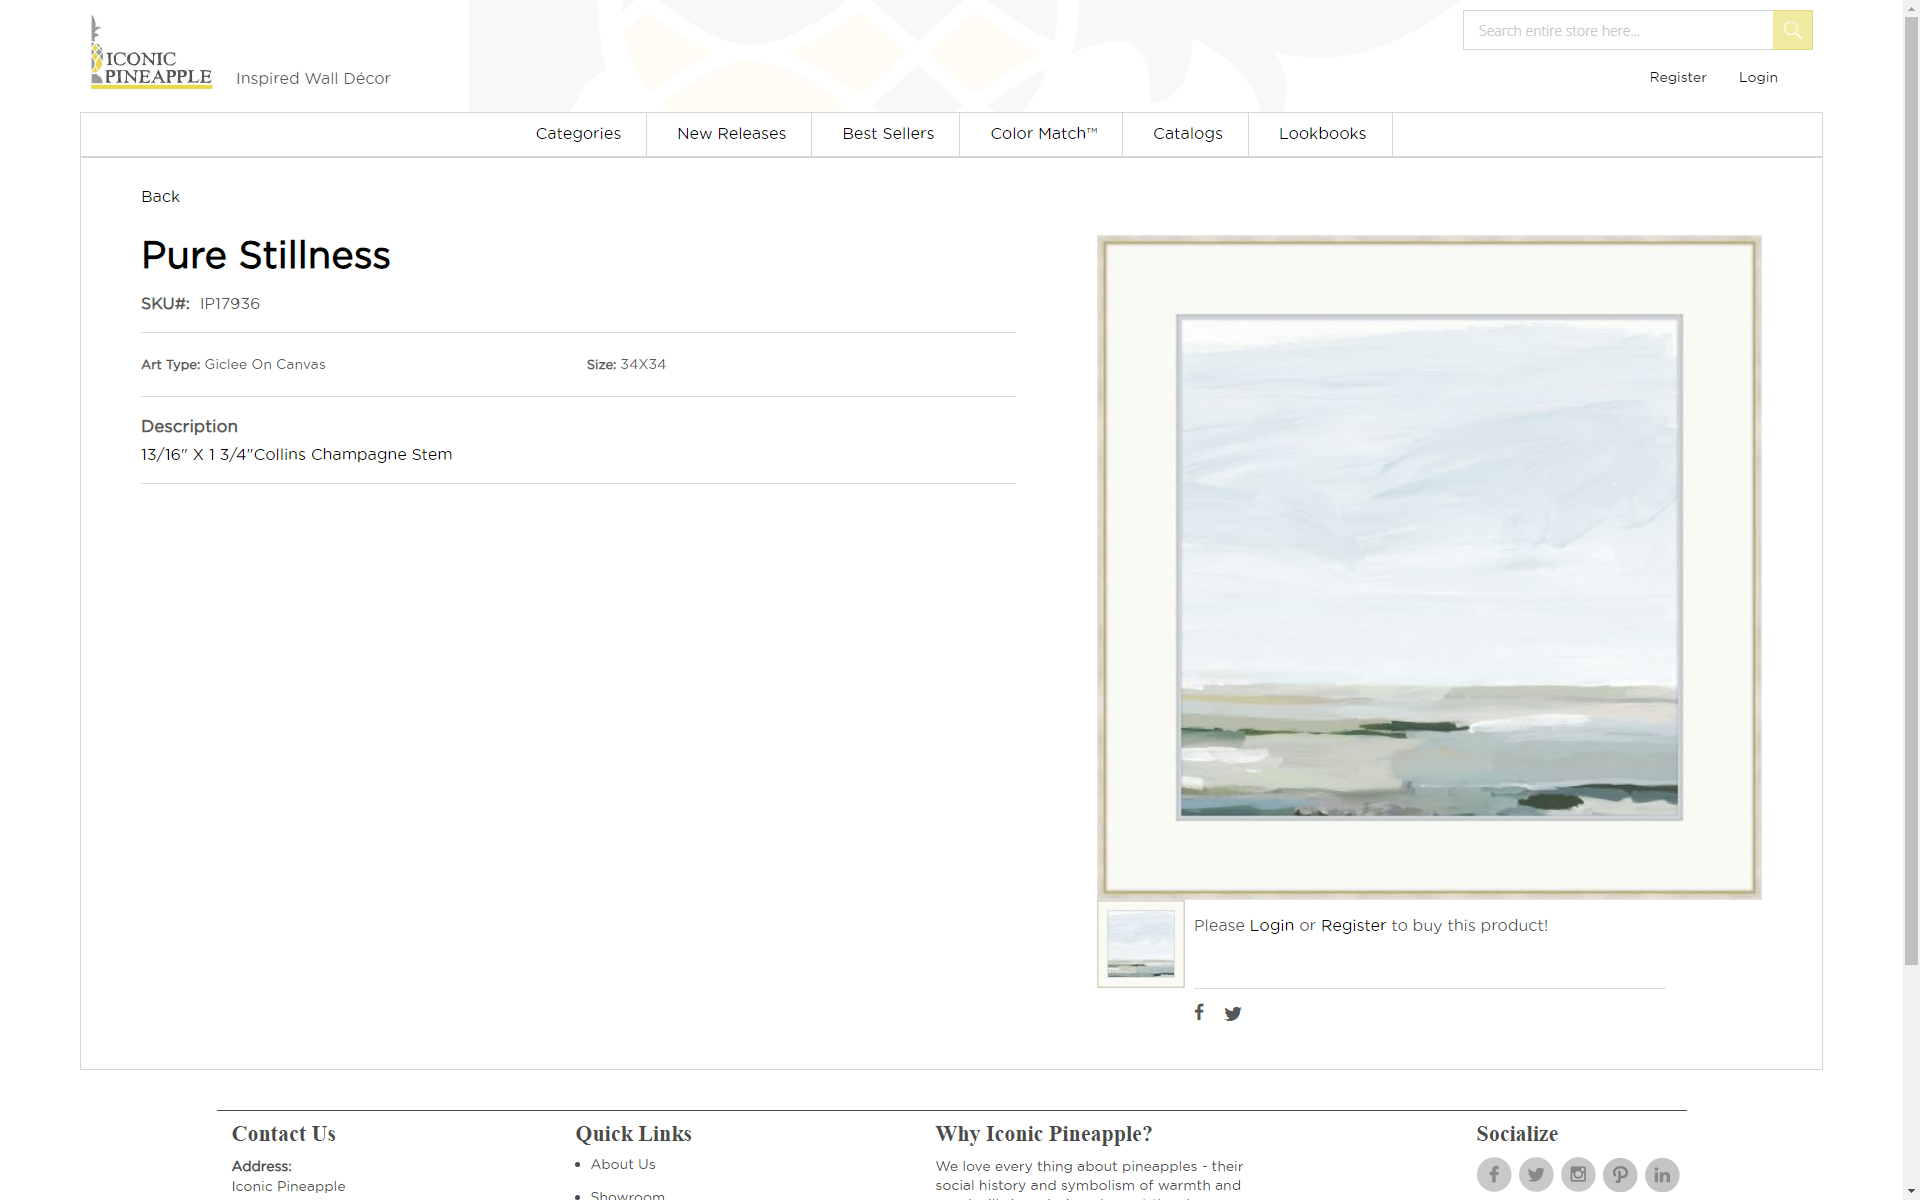 ICONIC
PINEAPPLE
Inspired Wall Décor
Search entire store here...
Register
Login
Categories
New Releases
Best Sellers
Color Match™
Catalogs
Lookbooks
Back
Pure Stillness
SKU#: IP17936
Art Type: Giclee On Canvas
Size: 34X34
Description
13/16" X 1 3/4"Collins Champagne Stem
Please Login or Register to buy this product!
Contact Us
Address:
Iconic Pineapple
Quick Links
About Us
Showroom
Why Iconic Pineapple?
We love every thing about pineapples - their
social history and symbolism of warmth and
Socialize